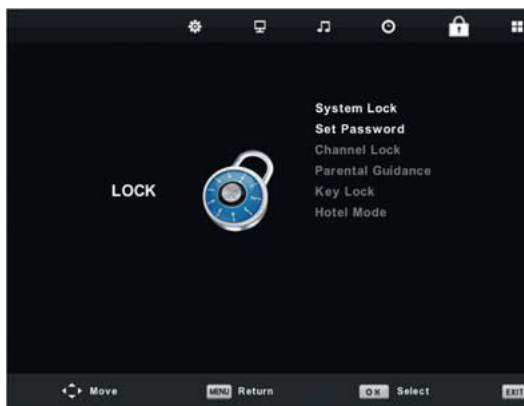 LOCK
System Lock
Set Password
Channel Lock
Parental Guidance
Key Lock
Hotel Mode
Move MENU Return OK Select EXIT